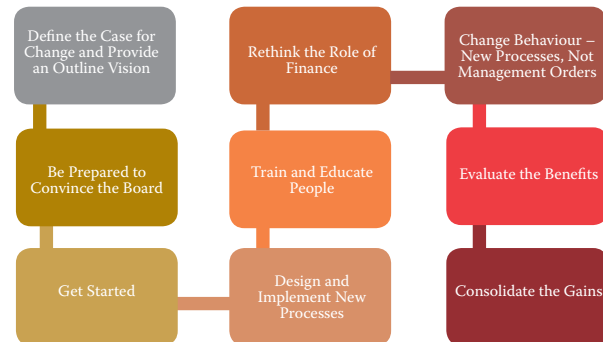 Define the Case for
Change and Provide
an Outline Vision
Be Prepared to
Convince the Board
Get Started
Design and
Implement New
Processes
Train and Educate
People
Rethink the Role of
Finance
Change Behaviour –
New Processes, Not
Management Orders
Evaluate the Benefits
Consolidate the Gains